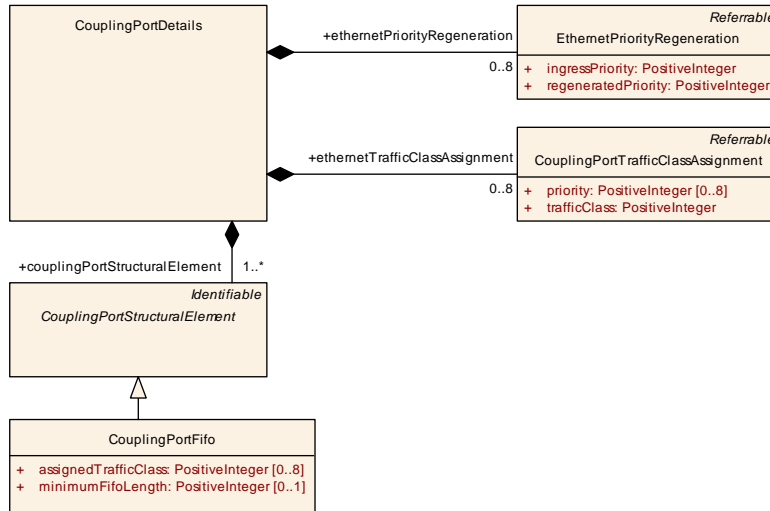 CouplingPortDetails
+ethernetPriorityRegeneration
0..8
Referrable
EthernetPriorityRegeneration
+ ingressPriority: PositiveInteger
+ regeneratedPriority: PositiveInteger
+ethernetTrafficClassAssignment
0..8
Referrable
CouplingPortTrafficClassAssignment
+ priority: PositiveInteger [0..8]
+ trafficClass: PositiveInteger
+couplingPortStructuralElement
1..*
Identifiable
CouplingPortStructuralElement
CouplingPortFifo
+ assignedTrafficClass: PositiveInteger [0..8]
+ minimumFifoLength: PositiveInteger [0..1]